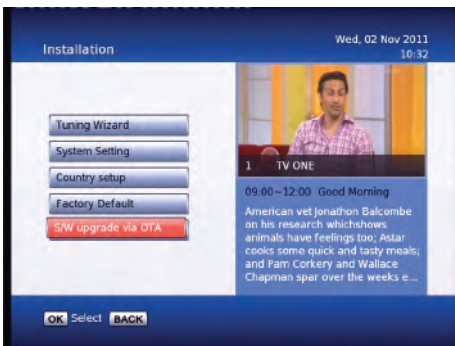 Installation
Wed, 02 Nov 2011
10:32
Tuning Wizard
System Setting
Country setup
Factory Default
S/W upgrade via OTA
1 TV ONE
09:00~12:00 Good Morning
American vet Jonathon Balcombe
on his research whichshows
animals have feelings too; Astar
cooks some quick and tasty meals;
and Pam Corkery and Wallace
Chapman spar over the weeks e...
OK Select BACK